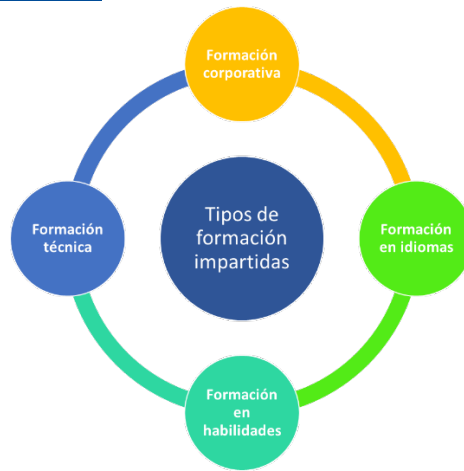 Formación
corporativa
Formación
técnica
Tipos de
formación
impartidas
Formación
en idiomas
Formación
en
habilidades